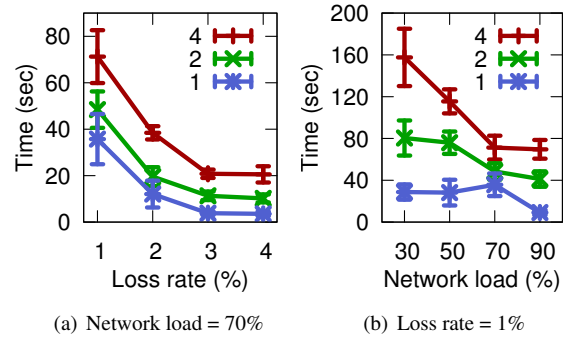 80
60
40
20
0
Time (sec)
4
2
1
1 2 3 4
Loss rate (%)
(a) Network load = 70%
200
160
120
80
40
0
Time (sec)
4
2
1
30 50 70 90
Network load (%)
(b) Loss rate = 1%